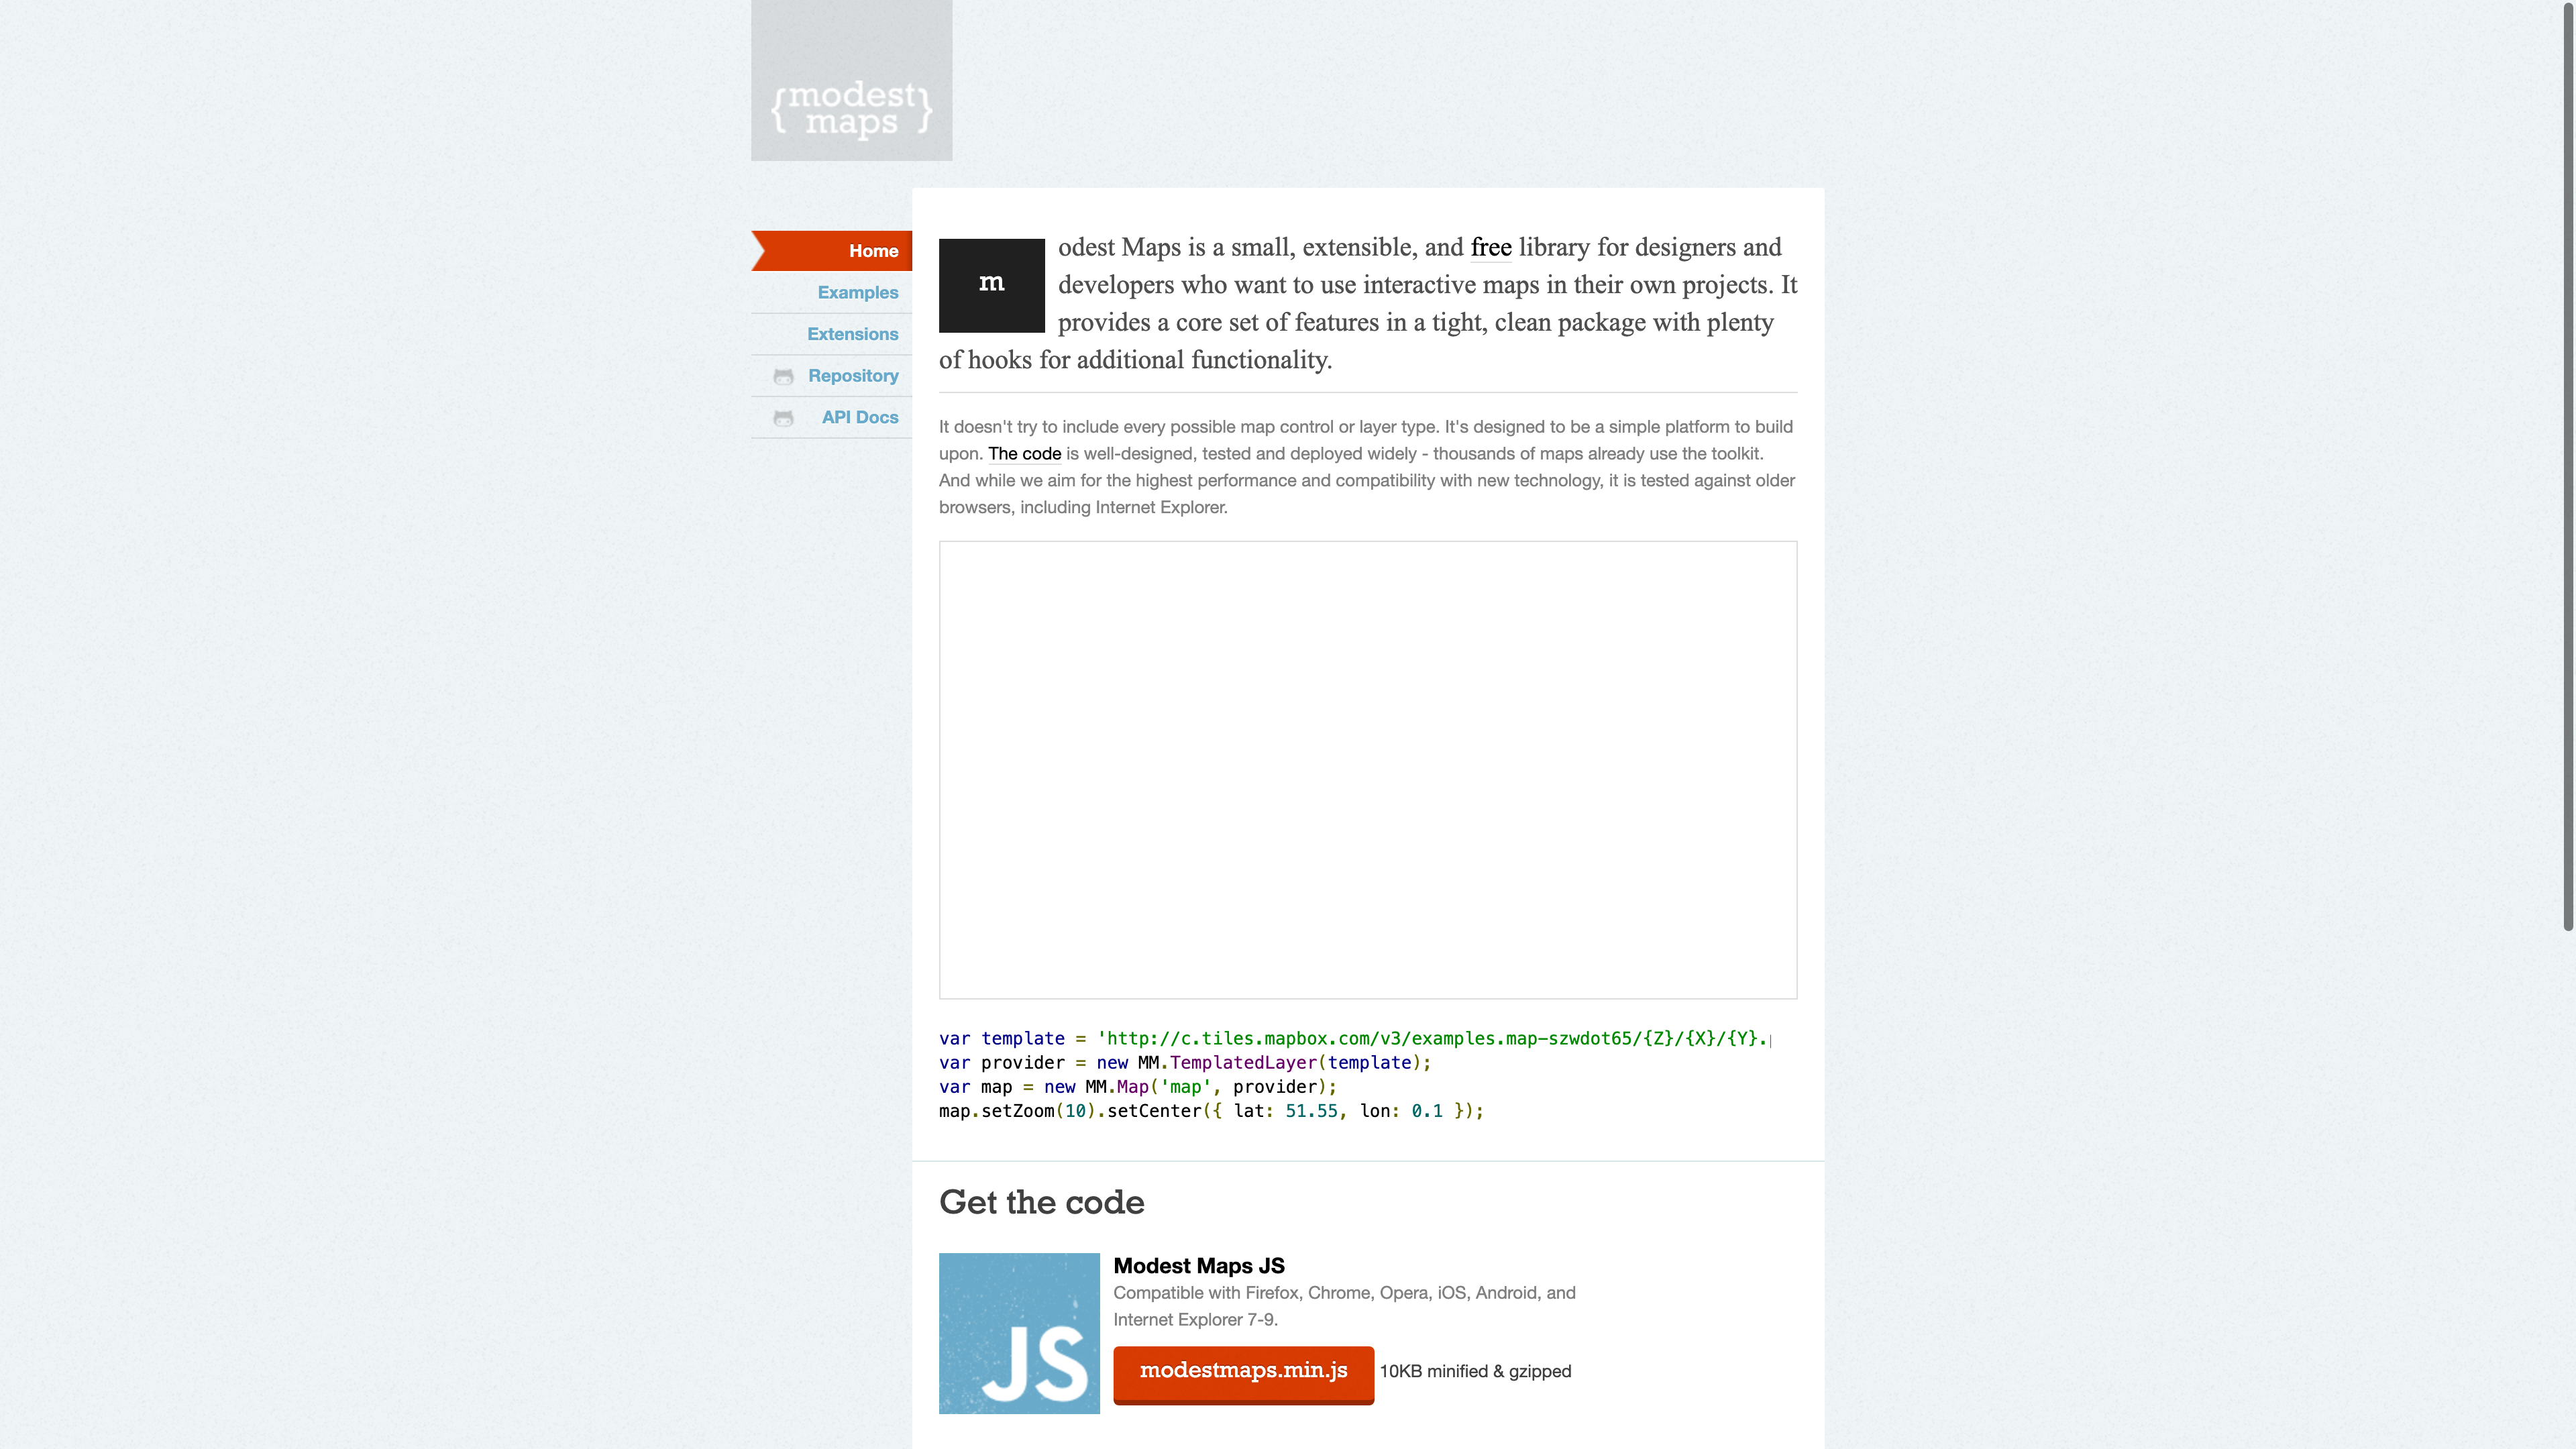 {modest
maps}
Home
Examples
Extensions
Repository
API Docs
modest Maps is a small, extensible, and free library for designers and
developers who want to use interactive maps in their own projects. It
provides a core set of features in a tight, clean package with plenty
of hooks for additional functionality.
It doesn't try to include every possible map control or layer type. It's designed to be a simple platform to build
upon. The code is well-designed, tested and deployed widely - thousands of maps already use the toolkit.
And while we aim for the highest performance and compatibility with new technology, it is tested against older
browsers, including Internet Explorer.
var template = 'http://c.tiles.mapbox.com/v3/examples.map-szwdot65/{Z}/{X}/{Y}.
var provider = new MM.TemplatedLayer(template);
var map = new MM.Map('map', provider);
map.setZoom(10).setCenter({ lat: 51.55, lon: 0.1 });
Get the code
JS
Modest Maps JS
Compatible with Firefox, Chrome, Opera, iOS, Android, and
Internet Explorer 7-9.
modestmaps.min.js 10KB minified & gzipped